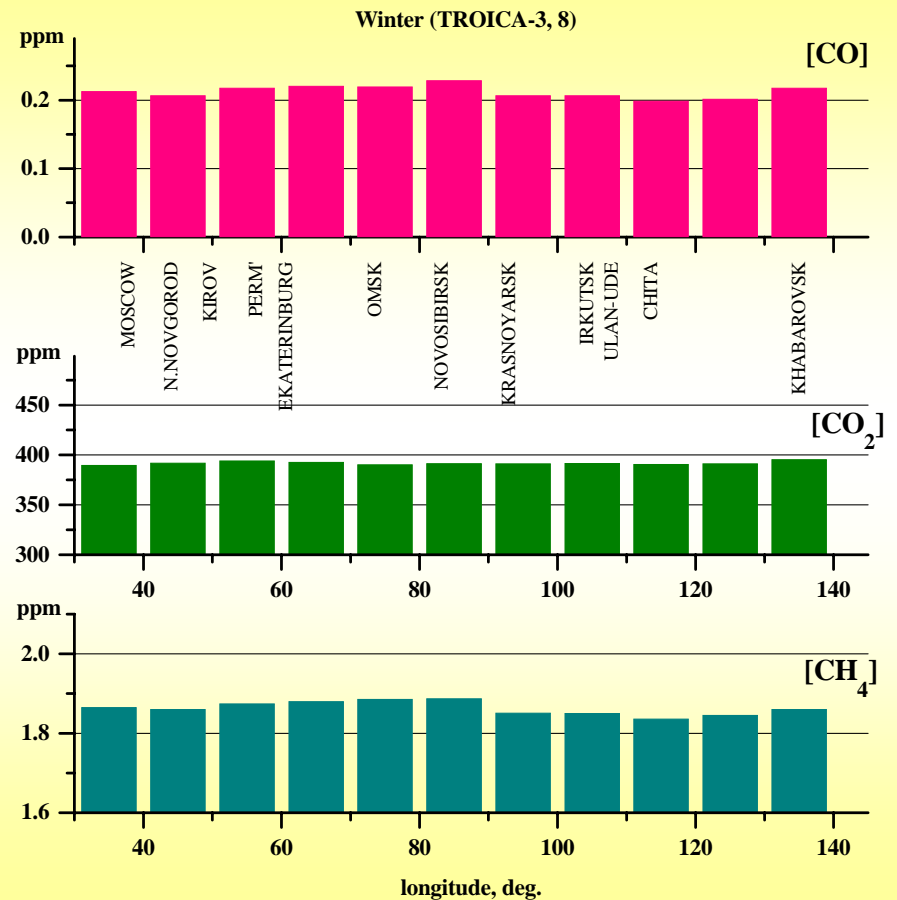 Winter (TROICA-3, 8)
ppm
[CO]
0.2
0.1
0.0
MOSCOW
N.NOVGOROD
KIROV
PERM'
EKATERINBURG
OMSK
NOVOSIBIRSK
KRASNOYARSK
IRKUTSK
ULAN-UDE
CHITA
KHABAROVSK
ppm
[CO2]
450
400
350
300
40 60 80 100 120 140
ppm
[CH4]
2.0
1.8
1.6
40 60 80 100 120 140
longitude, deg.